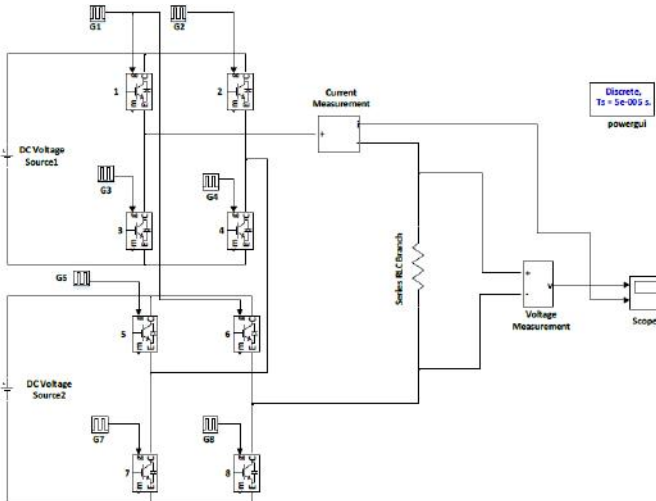 G1
G2
1
2
DC Voltage
Source1
G3
G4
3
4
Current
Measurement
+
Discrete,
Ts = 5e-005 s.
powergui
Series RLC Branch
G5
5
6
+
-
v
Voltage
Measurement
Scope
DC Voltage
Source2
G7
G8
7
8